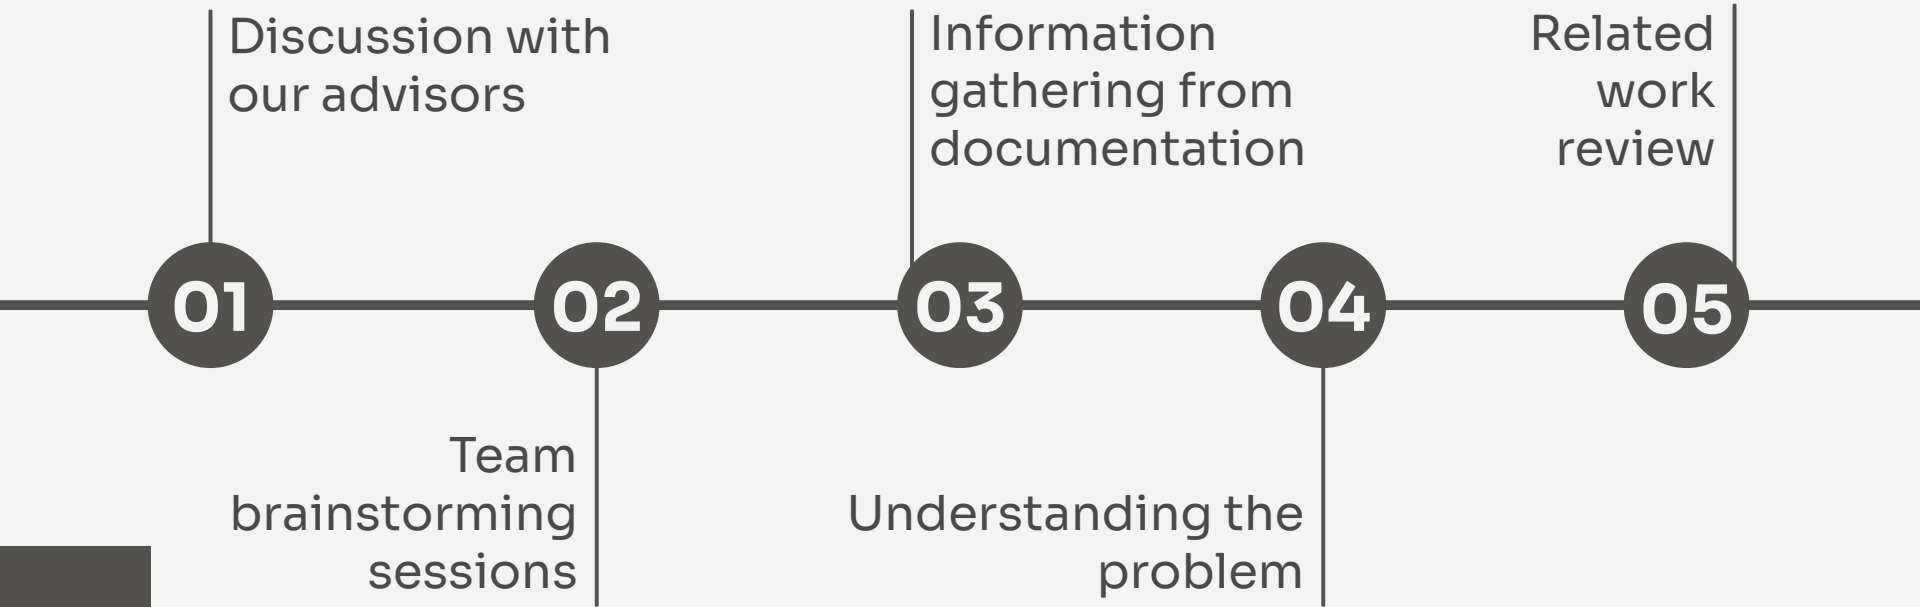 Discussion with
our advisors
Information
gathering from
documentation
Related
work
review
01
02
03
04
05
Team
brainstorming
sessions
Understanding the
problem